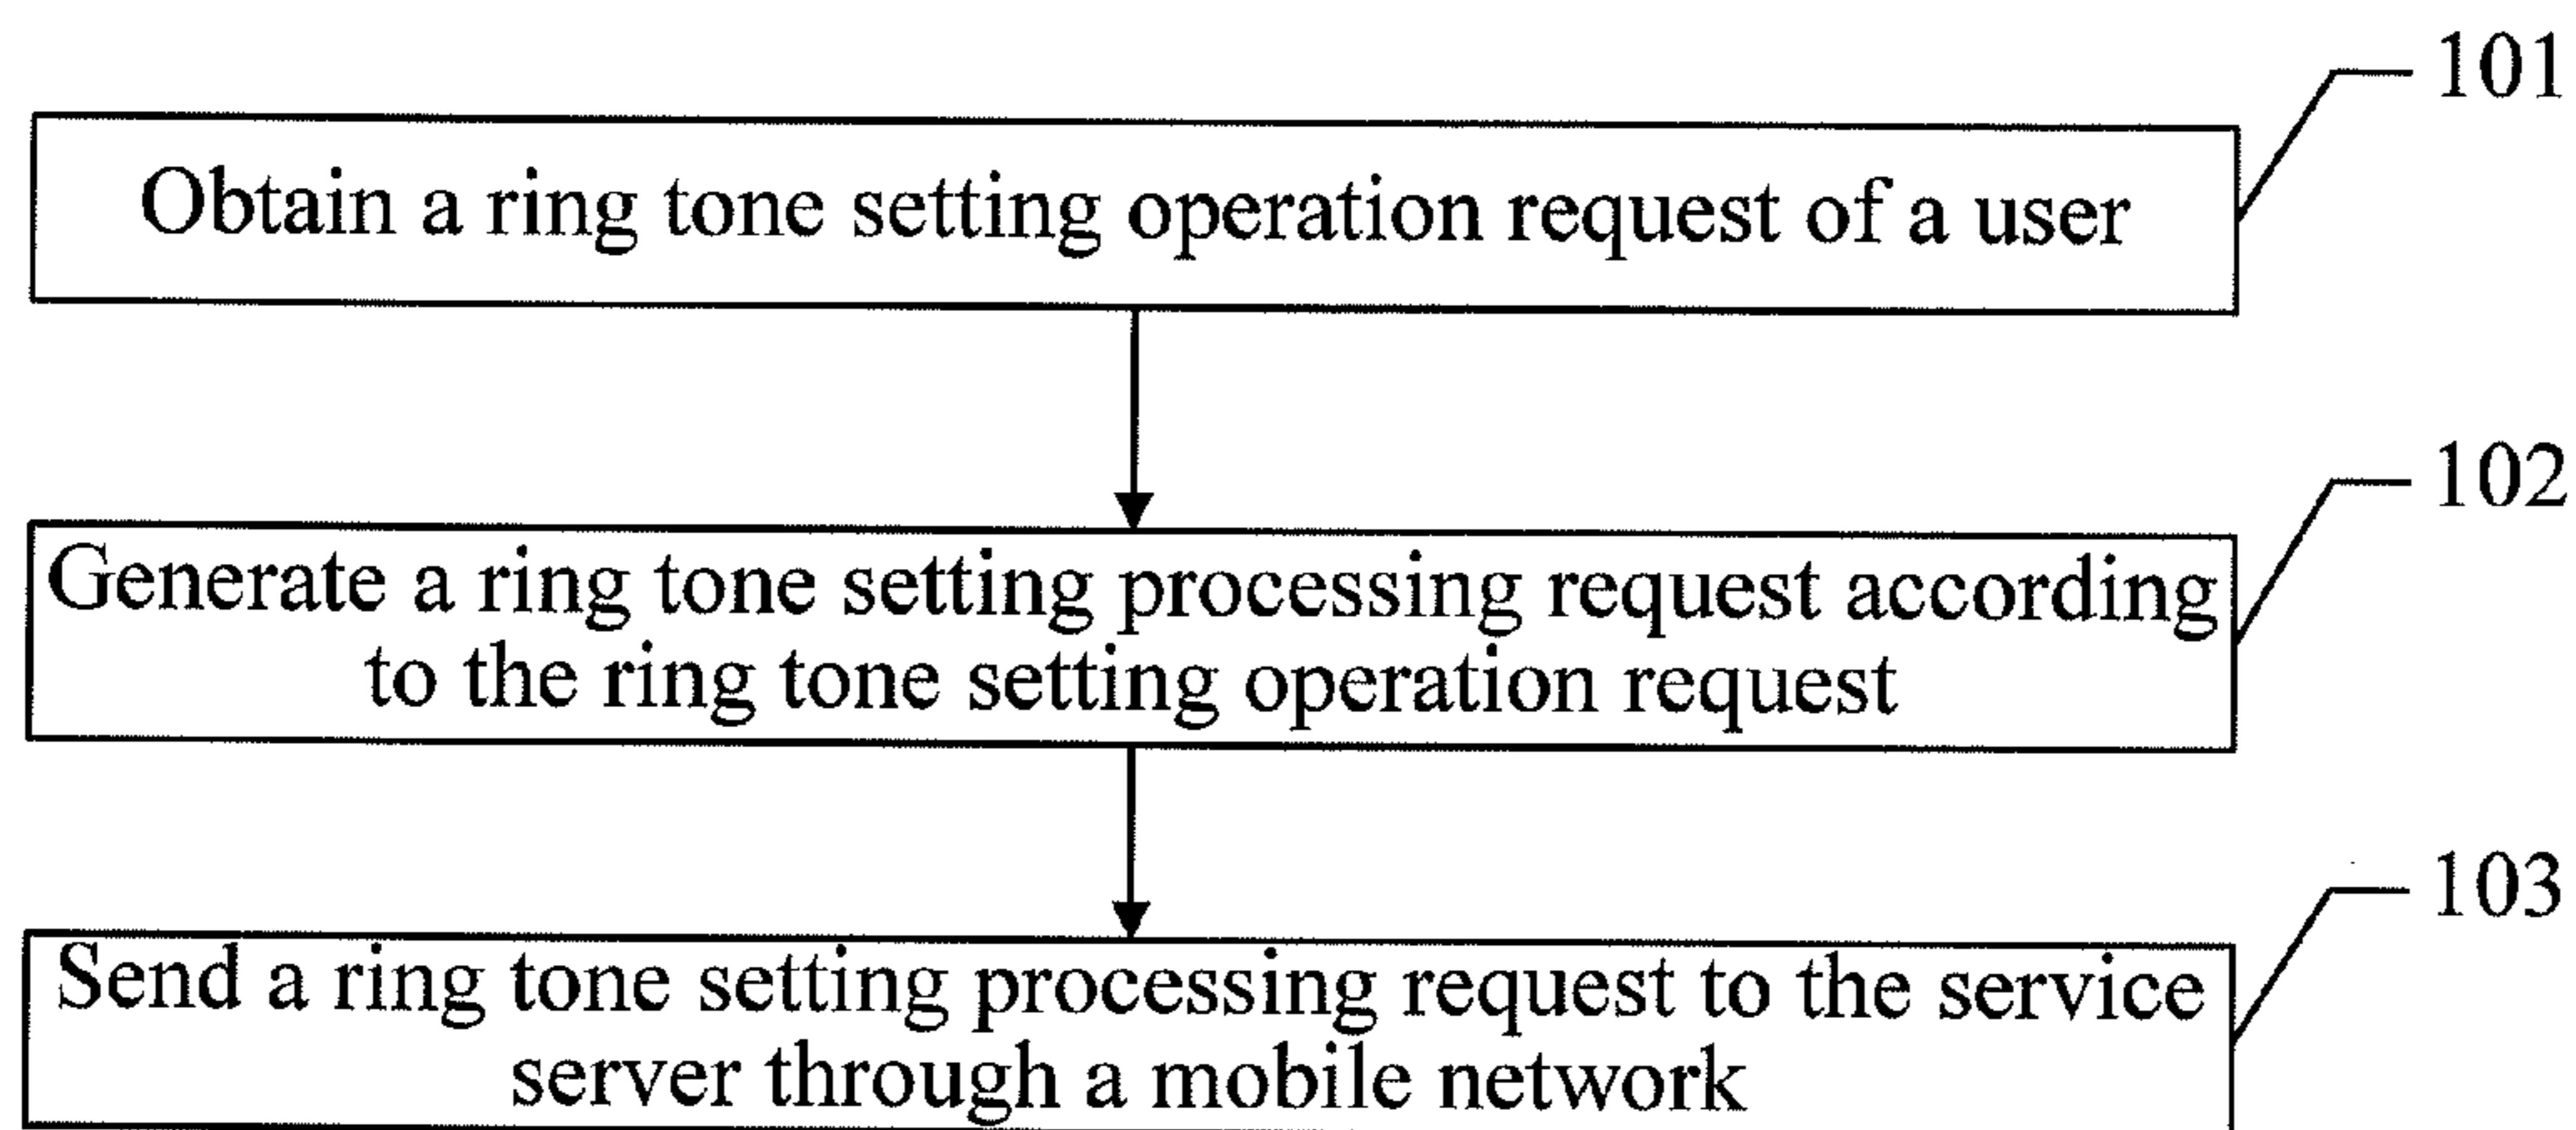 101
Obtain a ring tone setting operation request of a user
102
Generate a ring tone setting processing request according
to the ring tone setting operation request
103
Send a ring tone setting processing request to the service
server through a mobile network